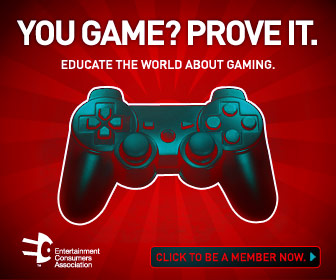 YOU GAME? PROVE IT.
EDUCATE THE WORLD ABOUT GAMING.
Entertainment
Consumers
Association
CLICK TO BE A MEMBER NOW.